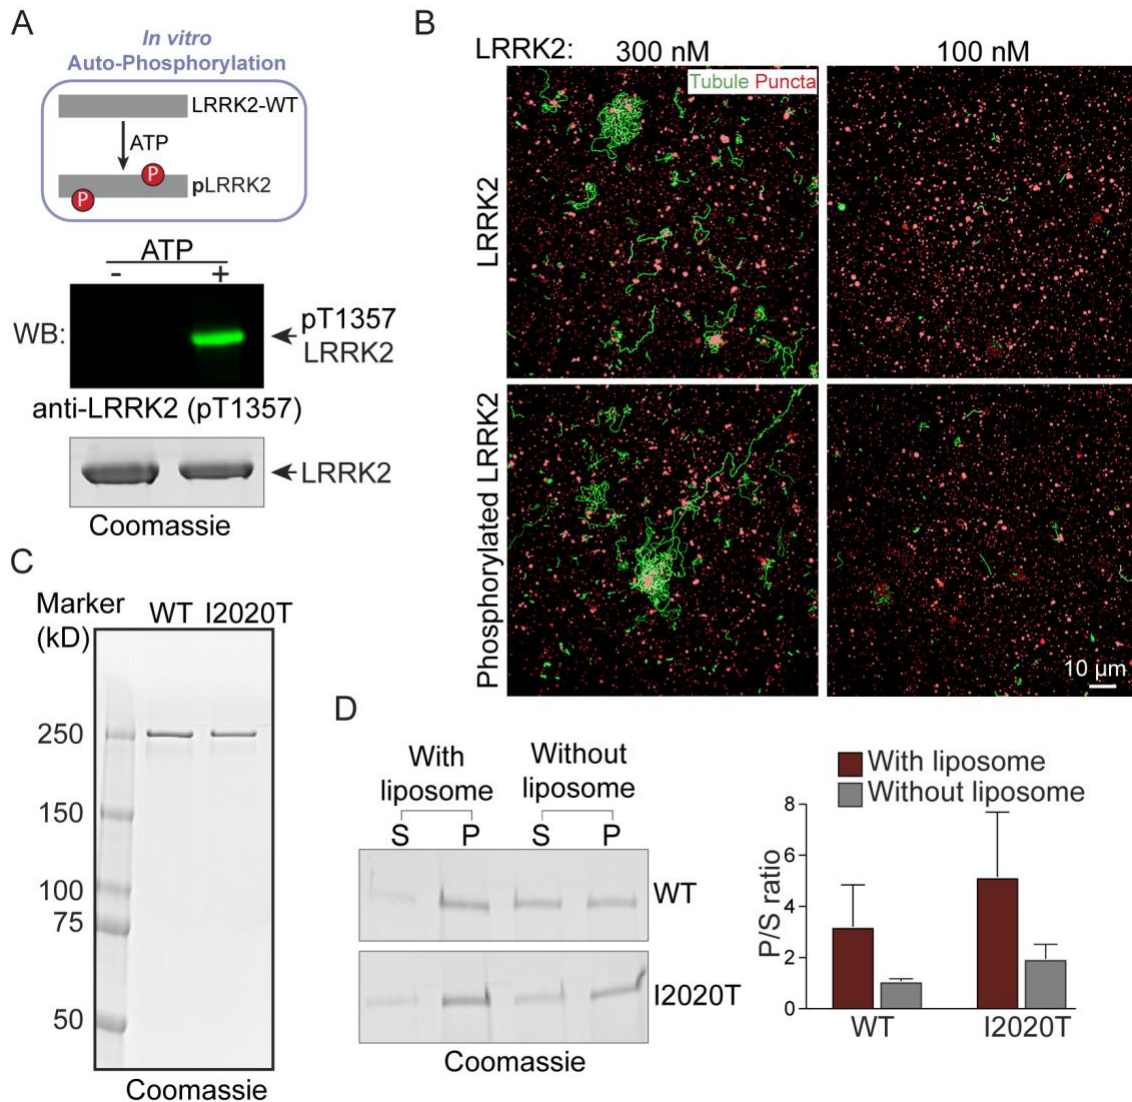 A
In vitro
Auto-Phosphorylation
LRRK2-WT
ATP
P
P
pLRRK2
ATP
- +
WB:
pT1357
LRRK2
anti-LRRK2 (pT1357)
LRRK2
Coomassie
B
LRRK2: 300 nM 100 nM
Tubule Puncta
LRRK2
Phosphorylated LRRK2
10 µm
C
Marker
(kD)
WT I2020T
250
150
100
75
50
Coomassie
D
With
liposome
Without
liposome
S P S P
WT
I2020T
Coomassie
With liposome
Without liposome
P/S ratio
8
6
4
2
0
WT I2020T